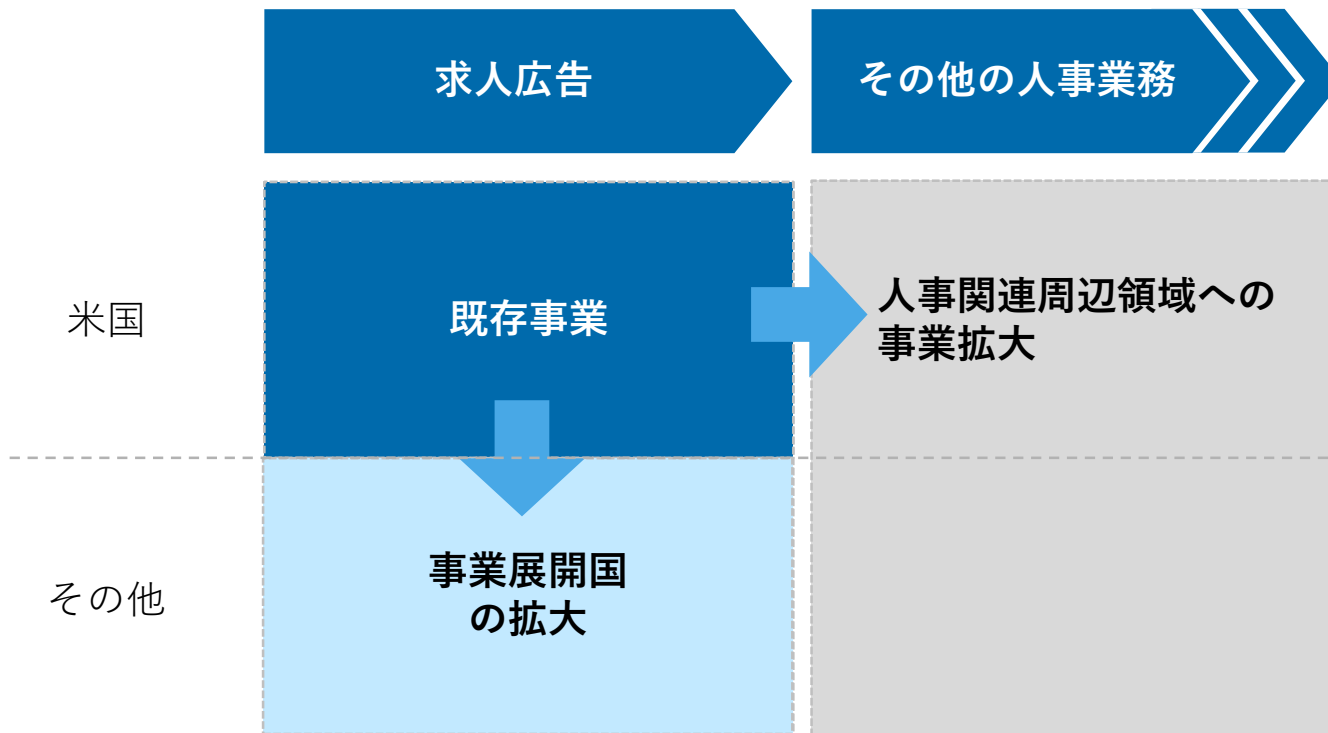 求人広告
その他の人事業務
米国
既存事業
人事関連周辺領域への
事業拡大
その他
事業展開国
の拡大